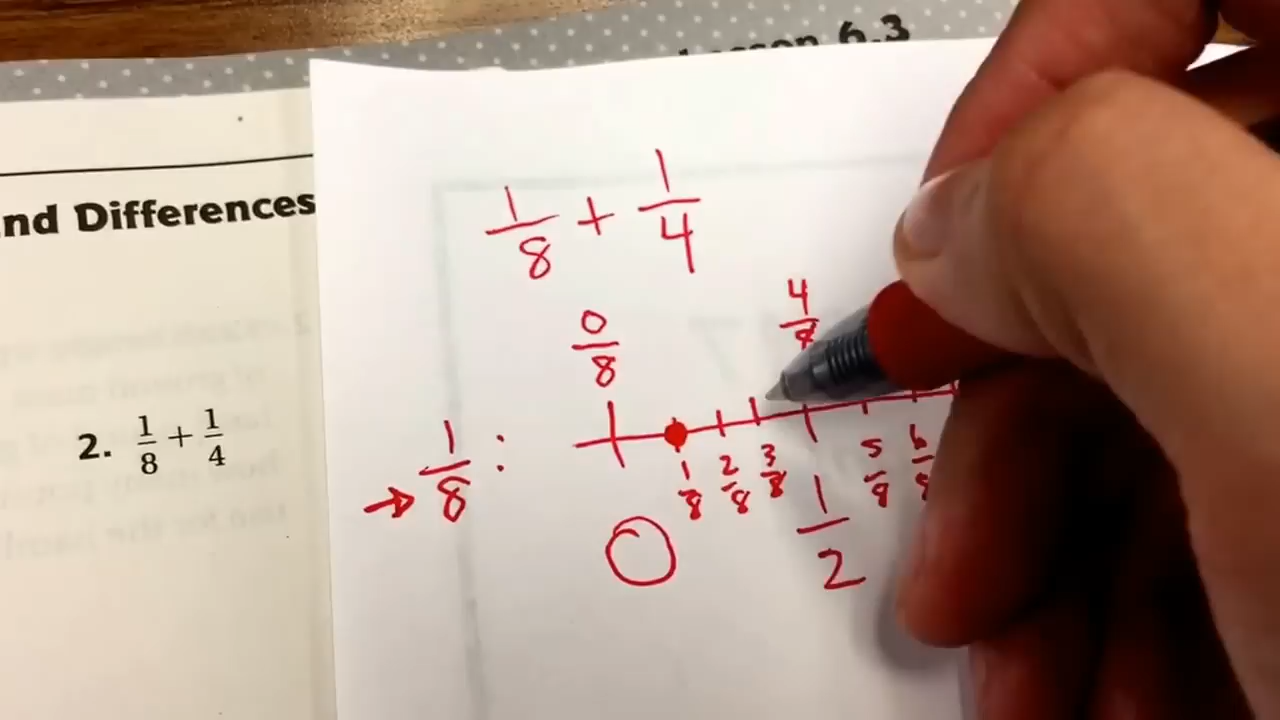 Lesson 6.3
nd Differences
2. 1/8 + 1/4
1/8 + 1/4
0/8 4/8
1/8 :
1/8 2/8 3/8 5/8 6/8
0 1/2